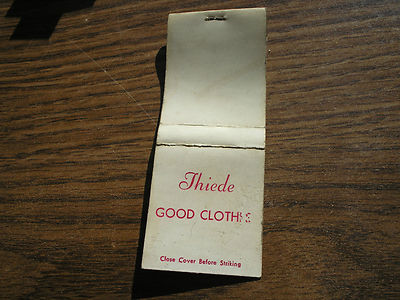 Thiede
GOOD CLOTHES
Close Cover Before Striking